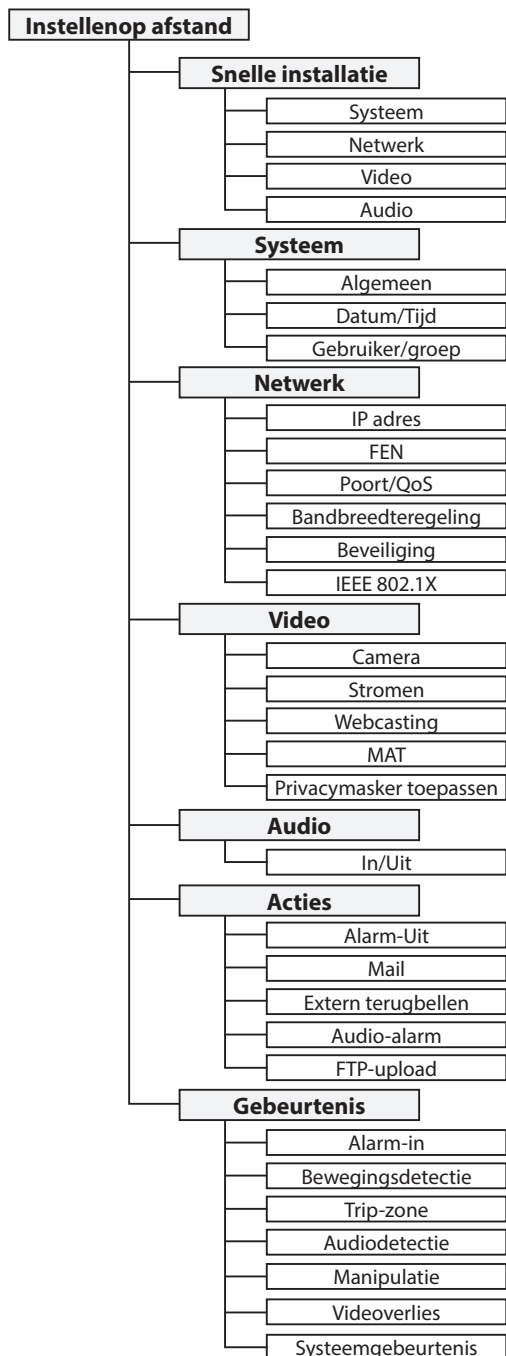 Instellenop afstand
Snelle installatie
Systeem
Netwerk
Video
Audio
Systeem
Algemeen
Datum/Tijd
Gebruiker/groep
Netwerk
IP adres
FEN
Poort/QoS
Bandbreedteregeling
Beveiliging
IEEE 802.1X
Video
Camera
Stromen
Webcasting
MAT
Privacymasker toepassen
Audio
In/Uit
Acties
Alarm-Uit
Mail
Extern terugbellen
Audio-alarm
FTP-upload
Gebeurtenis
Alarm-in
Bewegingsdetectie
Trip-zone
Audiodetectie
Manipulatie
Videoverlies
Systeemgebeurtenis